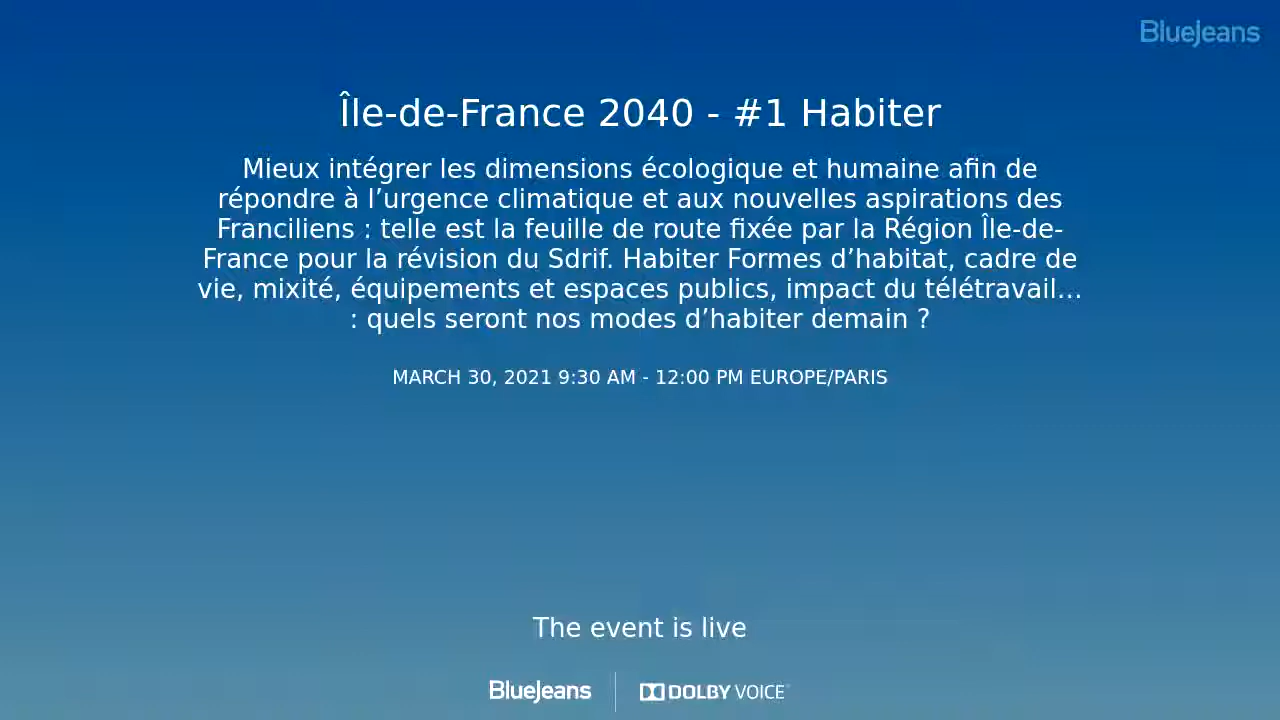 BlueJeans
Île-de-France 2040 - #1 Habiter
Mieux intégrer les dimensions écologique et humaine afin de
répondre à l’urgence climatique et aux nouvelles aspirations des
Franciliens : telle est la feuille de route fixée par la Région Île-de-
France pour la révision du Sdrif. Habiter Formes d’habitat, cadre de
vie, mixité, équipements et espaces publics, impact du télétravail…
: quels seront nos modes d’habiter demain ?
MARCH 30, 2021 9:30 AM - 12:00 PM EUROPE/PARIS
The event is live
BlueJeans DOLBY VOICE